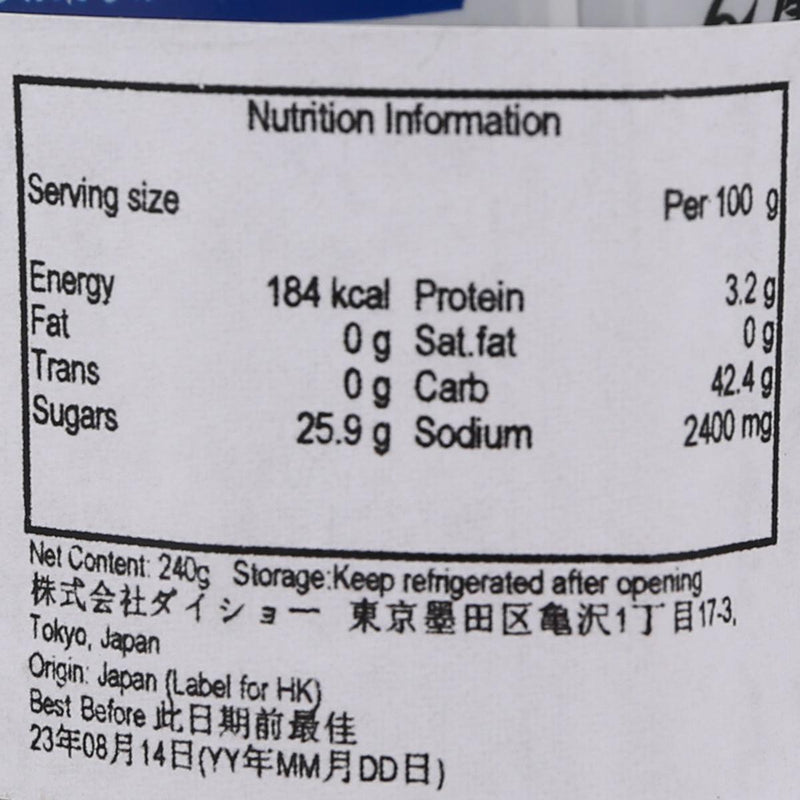 Nutrition Information
Serving size Per 100 g
Energy 184 kcal Protein 3.2 g
Fat 0 g Sat.fat 0 g
Trans 0 g Carb 42.4 g
Sugars 25.9 g Sodium 2400 mg
Net Content: 240g Storage:Keep refrigerated after opening
株式会社ダイショー 東京墨田区亀沢1丁目17-3,
Tokyo, Japan
Origin: Japan (Label for HK)
Best Before 此日期前最佳
23年08月14日(YY年MM月DD日)